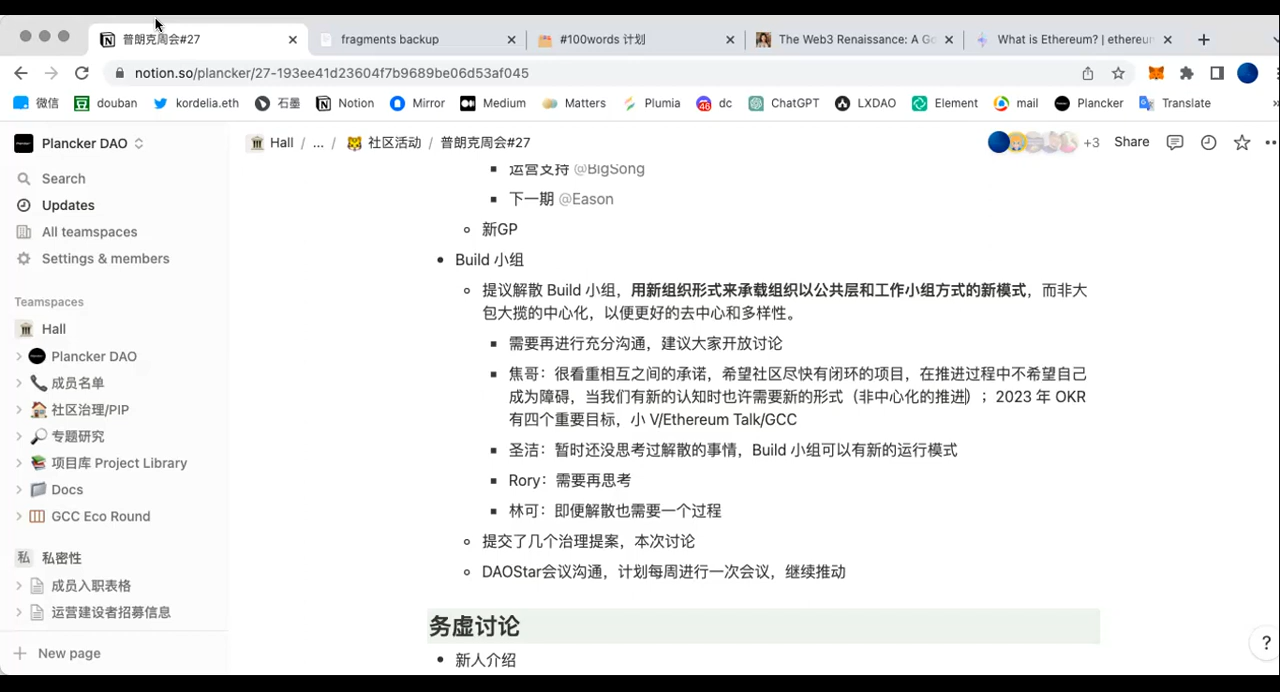 普朗克周会#27
fragments backup
#100words 计划
The Web3 Renaissance: A Go
What is Ethereum? | ethereum
notion.so/plancker/27-193ee41d23604f7b9689be06d53af045
微信 douban kordelia.eth 石墨 Notion Mirror Medium Matters Plumia 46 dc ChatGPT LXDAO Element mail Plancker Translate
Plancker DAO
Hall / ... / 社区活动 / 普朗克周会#27
+3 Share
Search
Updates
All teamspaces
Settings & members
Teamspaces
Hall
Plancker DAO
成员名单
社区治理/PIP
专题研究
项目库 Project Library
Docs
GCC Eco Round
私 私密性
成员入职表格
运营建设者招募信息
New page
运营支持 @BigSong
下一期 @Eason
新GP
Build 小组
提议解散 Build 小组，用新组织形式来承载组织以公共层和工作小组方式的新模式，而非大
包大揽的中心化，以便更好的去中心和多样性。
需要再进行充分沟通，建议大家开放讨论
焦哥：很看重相互之间的承诺，希望社区尽快有闭环的项目，在推进过程中不希望自己
成为障碍，当我们有新的认知时也许需要新的形式（非中心化的推进）；2023 年 OKR
有四个重要目标，小 V/Ethereum Talk/GCC
圣洁：暂时还没思考过解散的事情，Build 小组可以有新的运行模式
Rory：需要再思考
林可：即便解散也需要一个过程
提交了几个治理提案，本次讨论
DAOStar会议沟通，计划每周进行一次会议，继续推动
务虚讨论
新人介绍
?